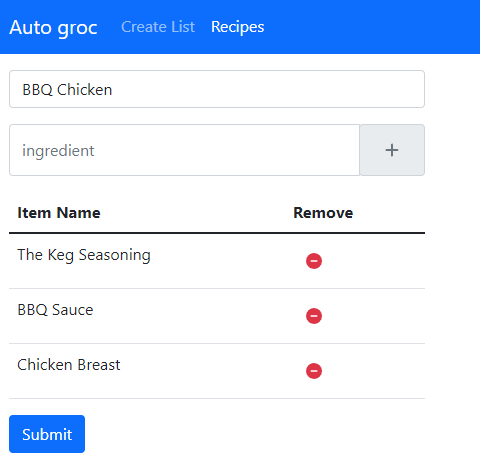 Auto groc Create List Recipes
BBQ Chicken
ingredient +
Item Name Remove
The Keg Seasoning
BBQ Sauce
Chicken Breast
Submit